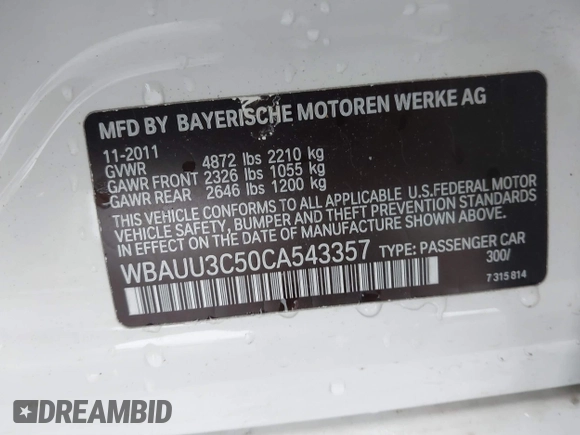 MFD BY BAYERISCHE MOTOREN WERKE AG
11-2011
GVWR 4872 lbs 2210 kg
GAWR FRONT 2326 lbs 1055 kg
GAWR REAR 2646 lbs 1200 kg
THIS VEHICLE CONFORMS TO ALL APPLICABLE U.S.FEDERAL MOTOR
VEHICLE SAFETY, BUMPER AND THEFT PREVENTION STANDARDS
IN EFFECT ON THE DATE OF MANUFACTURE SHOWN ABOVE.
WBAUU3C50CA543357 TYPE: PASSENGER CAR
300/
7 315 814
DREAMBID